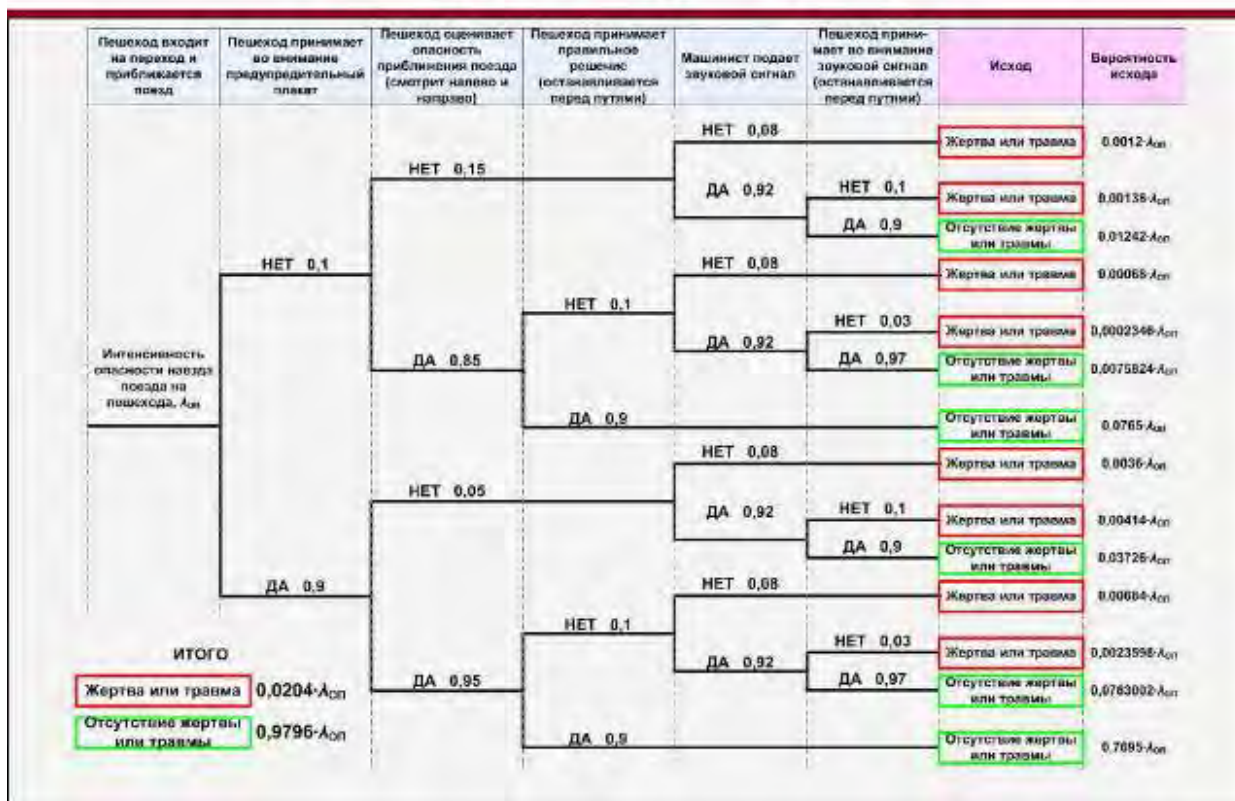 Пешеход входит
на переход и
приближается
поезд
Пешеход принимает
во внимание
предупредительный
плакат
Пешеход оценивает
опасность
приближения поезда
(смотрит налево и
направо)
Пешеход принимает
правильное
решение
(останавливается
перед путями)
Машинист подает
звуковой сигнал
Пешеход прини-
мает во внимание
звуковой сигнал
(останавливается
перед путями)
Исход
Вероятность
исхода
НЕТ 0,08
Жертва или травма 0,0012·λоп
НЕТ 0,15
ДА 0,92
НЕТ 0,1
Жертва или травма 0,00138·λоп
ДА 0,9
Отсутствие жертвы
или травмы
0,01242·λоп
НЕТ 0,1
НЕТ 0,08
Жертва или травма 0,00068·λоп
НЕТ 0,1
НЕТ 0,03
Жертва или травма 0,0002346·λоп
ДА 0,92
Интенсивность
опасности наезда
поезда на
пешехода, λоп
ДА 0.85
ДА 0,97
Отсутствие жертвы
или травмы
0,0075824·λоп
ДА 0,9
Отсутствие жертвы
или травмы
0,0765·λоп
НЕТ 0,08
Жертва или травма 0,0036·λоп
НЕТ 0,05
ДА 0,92
НЕТ 0,1
Жертва или травма 0,00414·λоп
ДА 0,9
Отсутствие жертвы
или травмы
0,03726·λоп
ДА 0,9
НЕТ 0,08
Жертва или травма 0,00684·λоп
НЕТ 0,1
НЕТ 0,03
Жертва или травма 0,0023598·λоп
ДА 0,92
ДА 0,95
ДА 0,97
Отсутствие жертвы
или травмы
0,0763002·λоп
ДА 0,9
Отсутствие жертвы
или травмы
0,7695·λоп
ИТОГО
Жертва или травма 0,0204·λоп
Отсутствие жертвы
или травмы
0,9796·λоп